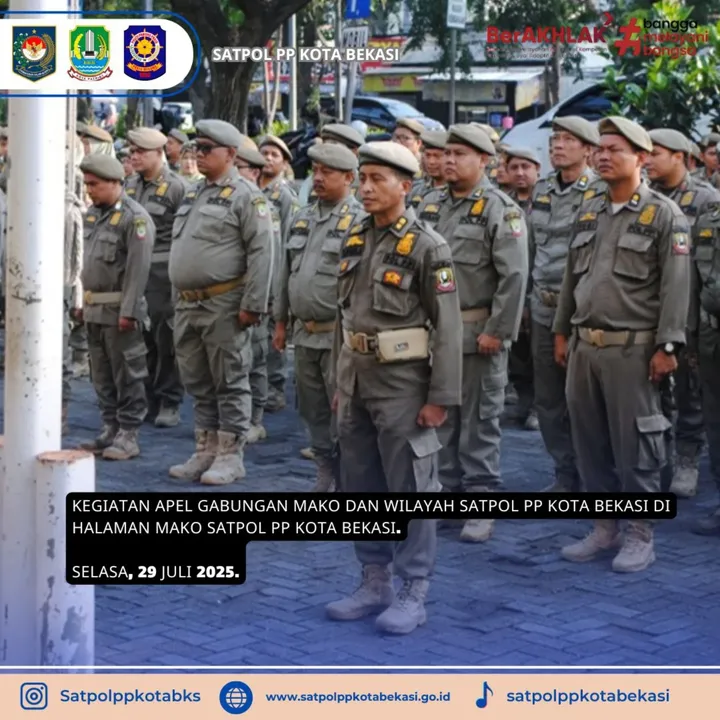 SATPOL PP KOTA BEKASI
BerAKHLAK
#bangga
melayani
bangsa
KEGIATAN APEL GABUNGAN MAKO DAN WILAYAH SATPOL PP KOTA BEKASI DI
HALAMAN MAKO SATPOL PP KOTA BEKASI.
SELASA, 29 JULI 2025.
Satpolppkotabks
www.satpolppkotabekasi.go.id
satpolppkotabekasi